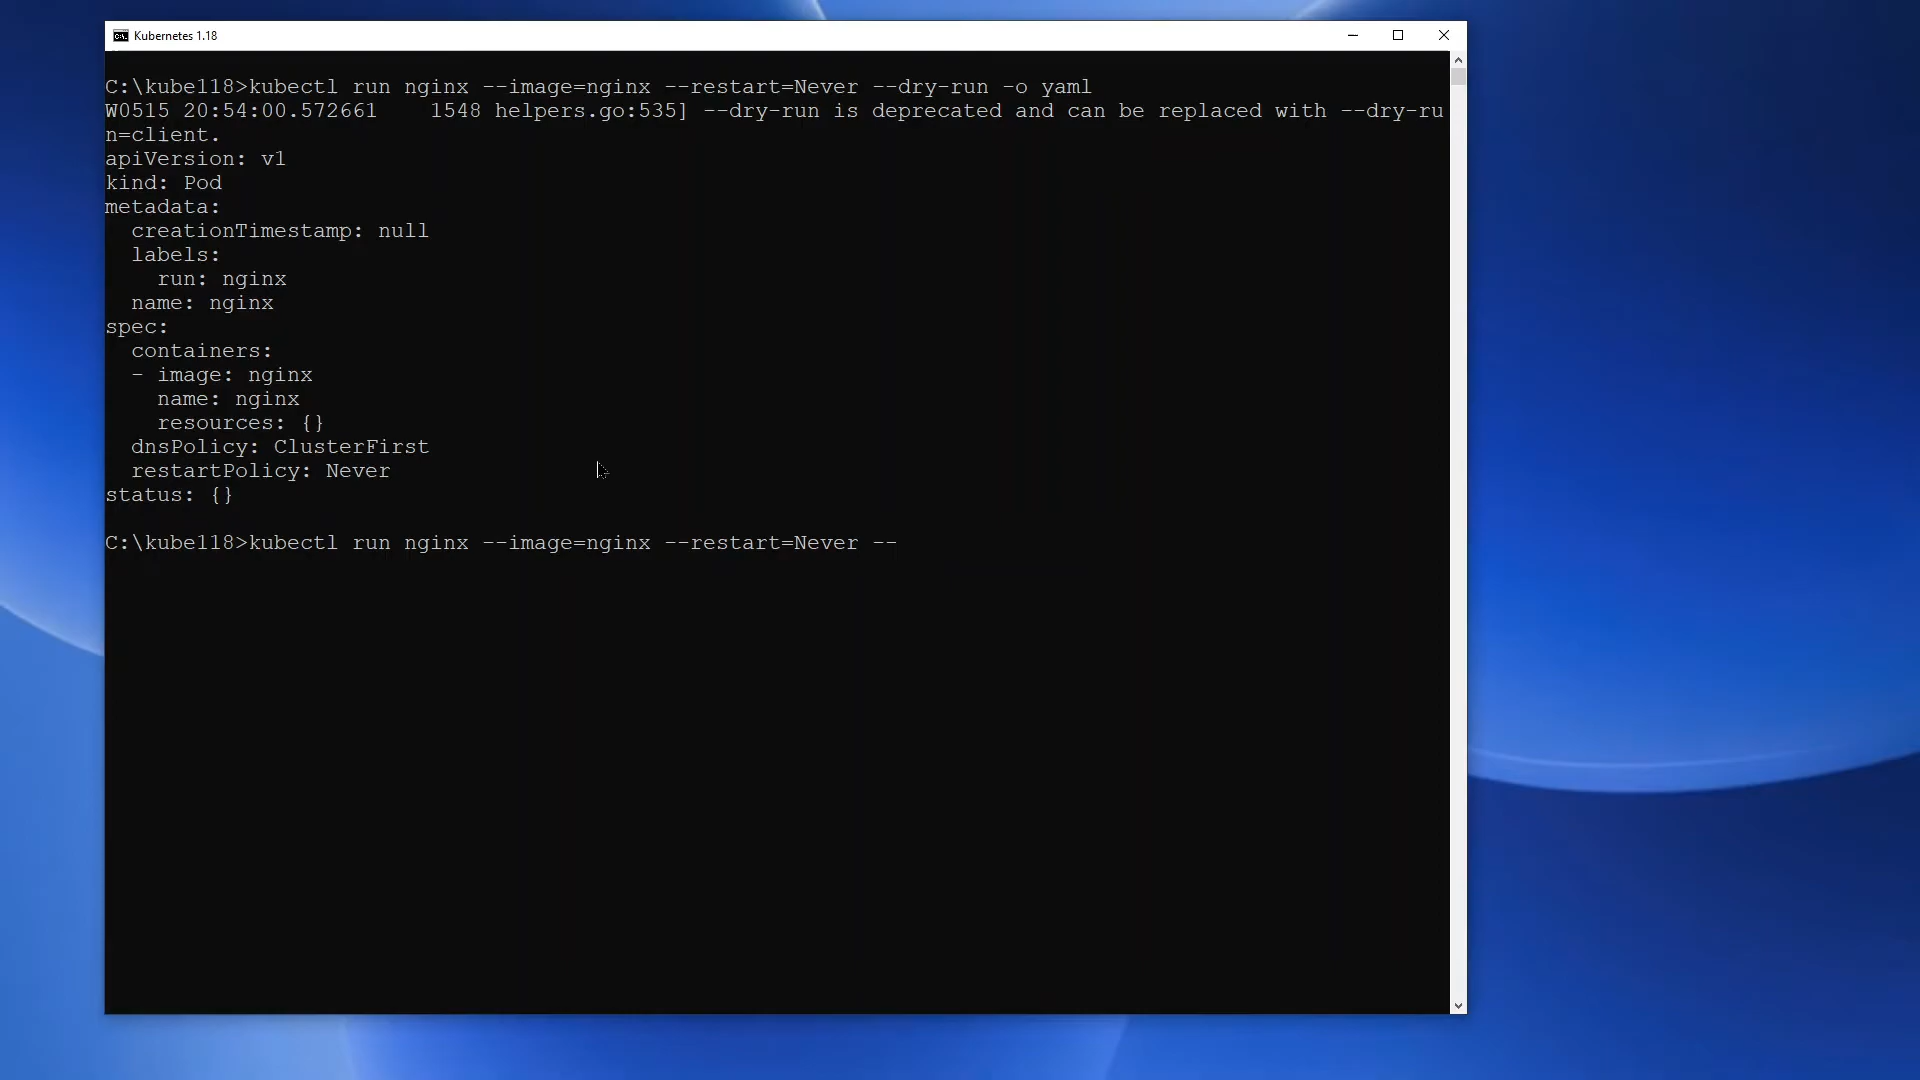 Kubernetes 1.18
C:\kube118>kubectl run nginx --image=nginx --restart=Never --dry-run -o yaml
W0515 20:54:00.572661    1548 helpers.go:535] --dry-run is deprecated and can be replaced with --dry-ru
n=client.
apiVersion: v1
kind: Pod
metadata:
  creationTimestamp: null
  labels:
    run: nginx
  name: nginx
spec:
  containers:
  - image: nginx
    name: nginx
    resources: {}
  dnsPolicy: ClusterFirst
  restartPolicy: Never
status: {}
C:\kube118>kubectl run nginx --image=nginx --restart=Never --